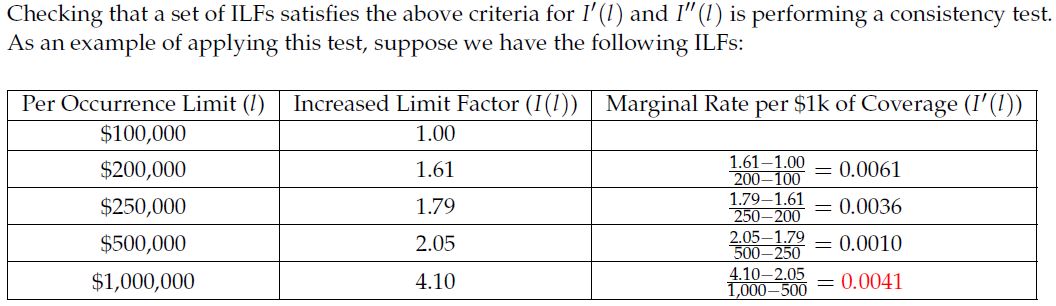 Checking that a set of ILFs satisfies the above criteria for I′(l) and I″(l) is performing a consistency test.
As an example of applying this test, suppose we have the following ILFs:
Per Occurrence Limit (l) Increased Limit Factor (I(l)) Marginal Rate per $1k of Coverage (I′(l))
$100,000 1.00
$200,000 1.61 1.61−1.00 / 200−100 = 0.0061
$250,000 1.79 1.79−1.61 / 250−200 = 0.0036
$500,000 2.05 2.05−1.79 / 500−250 = 0.0010
$1,000,000 4.10 4.10−2.05 / 1,000−500 = 0.0041